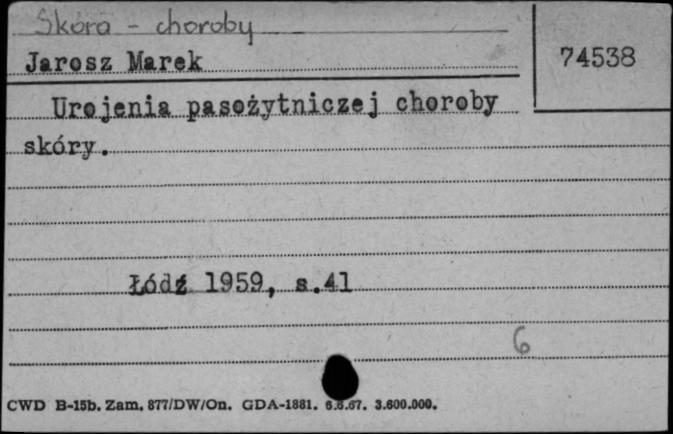 Skóra - choroby
74538
Jarosz Marek
Urojenia pasożytniczej choroby
skóry.
Łódź 1959, s.41
6
CWD B-15b. Zam. 877/DW/On. GDA-1881. 6.6.67. 3.600.000.